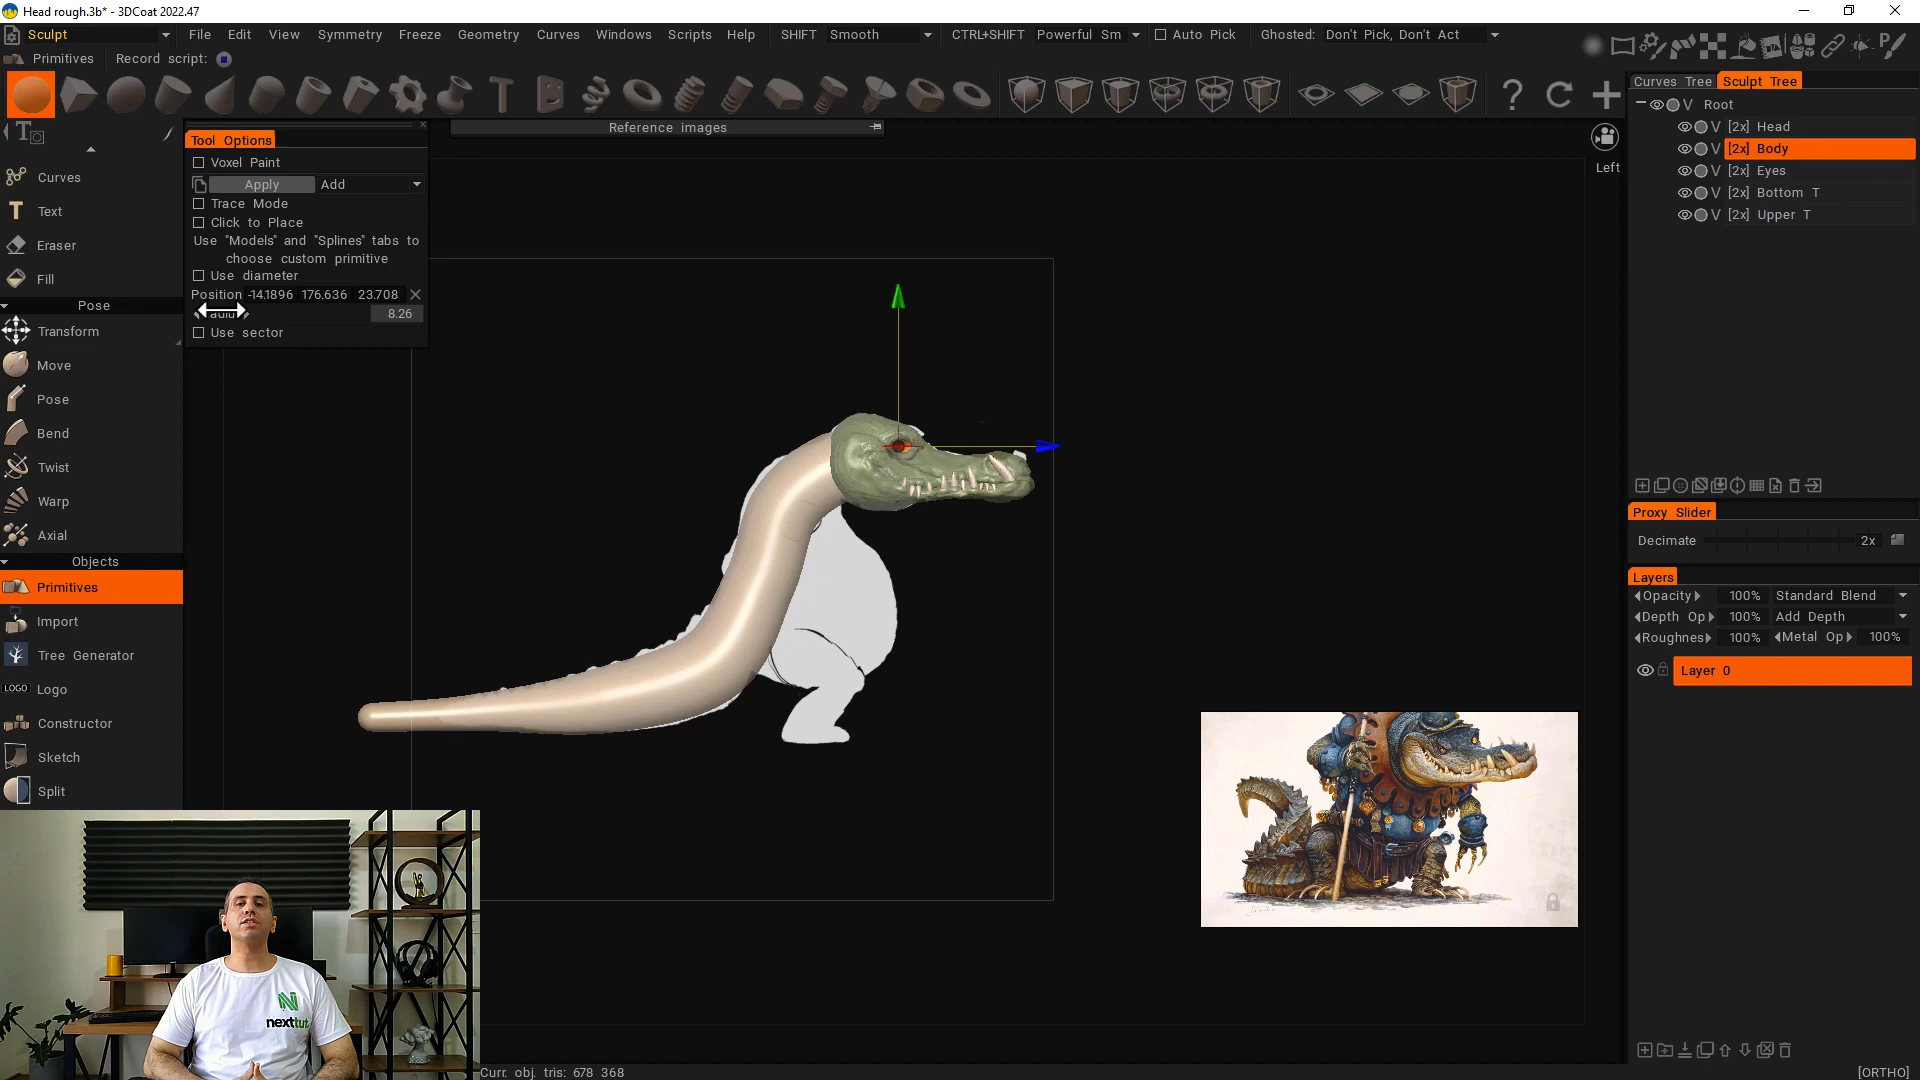 Head rough.3b* - 3DCoat 2022.47
Sculpt File Edit View Symmetry Freeze Geometry Curves Windows Scripts Help SHIFT Smooth CTRL+SHIFT Powerful Sm Auto Pick Ghosted: Don't Pick, Don't Act
Primitives Record script:
Curves Tree Sculpt Tree
Reference images
Tool Options
Voxel Paint
Apply Add
Trace Mode
Click to Place
Use "Models" and "Splines" tabs to
choose custom primitive
Use diameter
Position -14.1896 176.636 23.708
8.26
Use sector
Curves
Text
Eraser
Fill
Pose
Transform
Move
Pose
Bend
Twist
Warp
Axial
Objects
Primitives
Import
Tree Generator
LOGO Logo
Constructor
Sketch
Split
Left
V Root
V [2x] Head
V [2x] Body
V [2x] Eyes
V [2x] Bottom T
V [2x] Upper T
Proxy Slider
Decimate 2x
Layers
Opacity 100% Standard Blend
Depth Op 100% Add Depth
Roughnes 100% Metal Op 100%
Layer 0
nexttut
Curr. obj. tris: 678 368
[ORTHO]